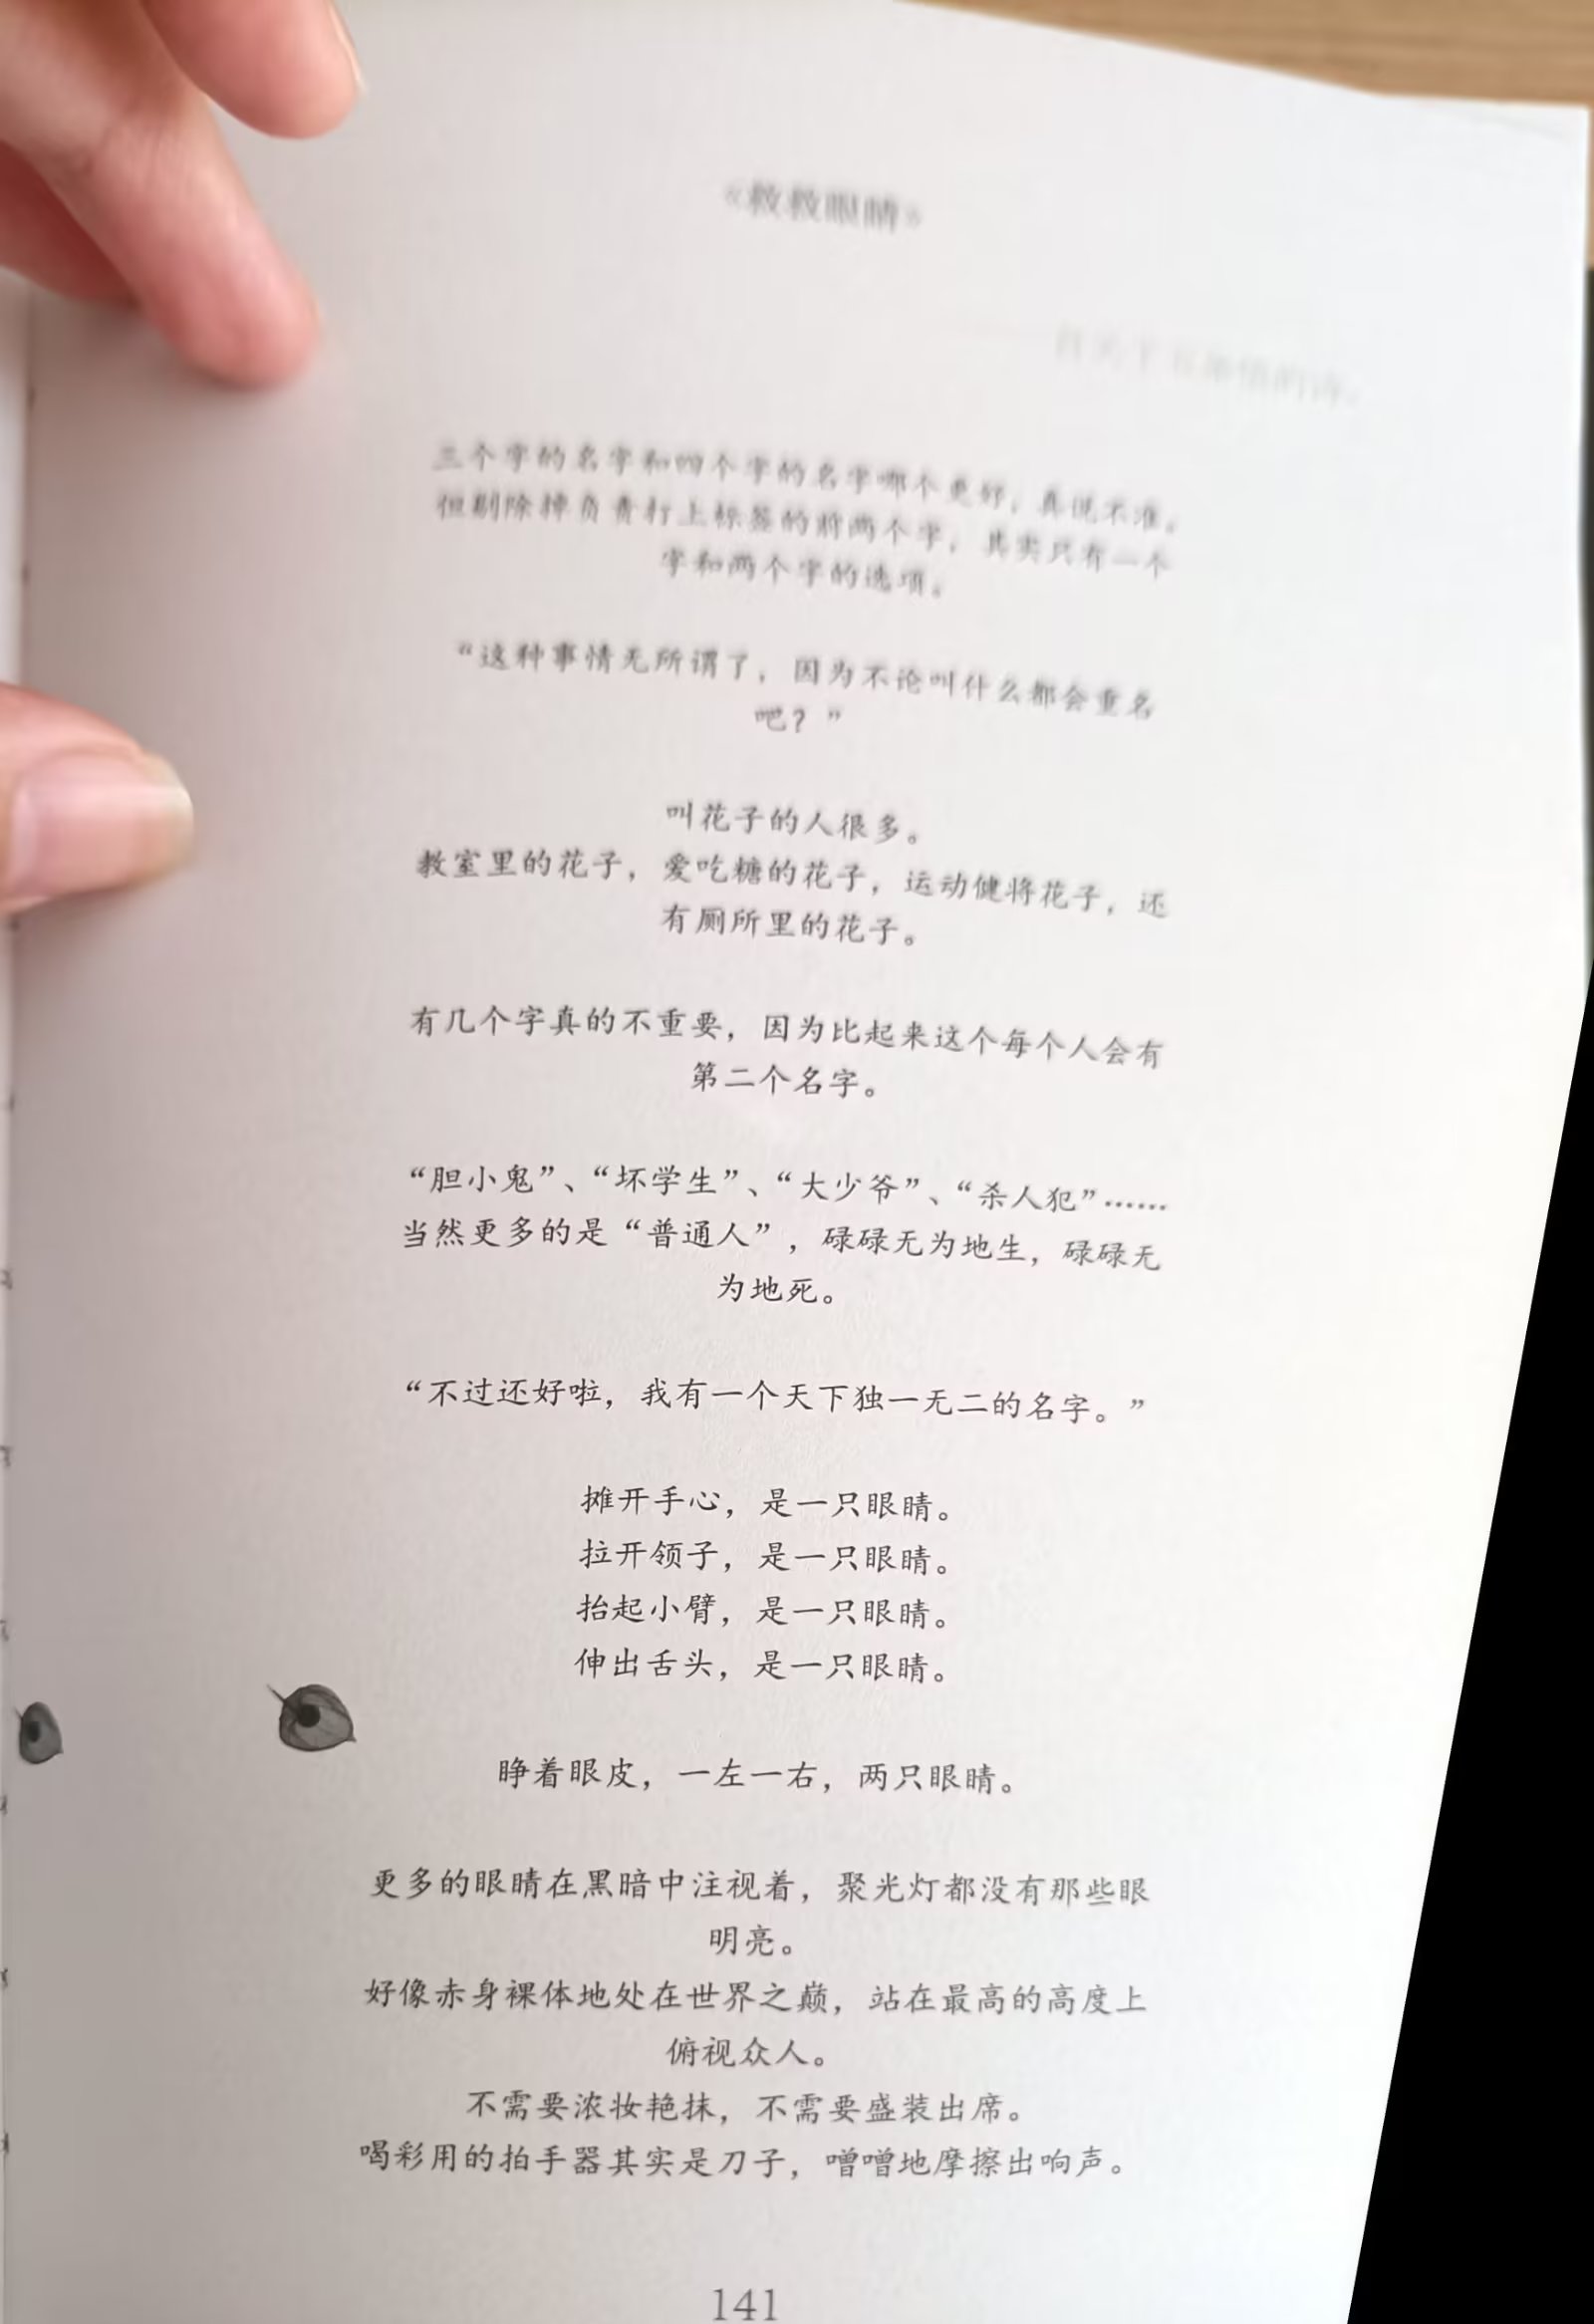 《救救眼睛》
三个字的名字和四个字的名字哪个更好，真说不准。
但剔除掉负责打上标签的前两个字，其实只有一个
字和两个字的选项。
“这种事情无所谓了，因为不论叫什么都会重名
吧？”
叫花子的人很多。
教室里的花子，爱吃糖的花子，运动健将花子，还
有厕所里的花子。
有几个字真的不重要，因为比起来这个每个人会有
第二个名字。
“胆小鬼”、“坏学生”、“大少爷”、“杀人犯”……
当然更多的是“普通人”，碌碌无为地生，碌碌无
为地死。
“不过还好啦，我有一个天下独一无二的名字。”
摊开手心，是一只眼睛。
拉开领子，是一只眼睛。
抬起小臂，是一只眼睛。
伸出舌头，是一只眼睛。
睁着眼皮，一左一右，两只眼睛。
更多的眼睛在黑暗中注视着，聚光灯都没有那些眼
明亮。
好像赤身裸体地处在世界之巅，站在最高的高度上
俯视众人。
不需要浓妆艳抹，不需要盛装出席。
喝彩用的拍手器其实是刀子，噌噌地摩擦出响声。
141